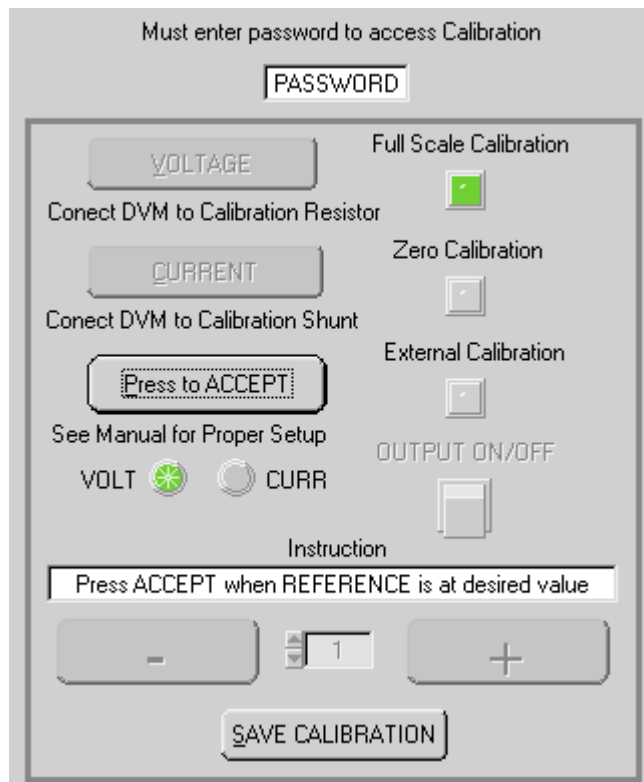 Must enter password to access Calibration
PASSWORD
VOLTAGE
Full Scale Calibration
Conect DVM to Calibration Resistor
CURRENT
Zero Calibration
Conect DVM to Calibration Shunt
Press to ACCEPT
External Calibration
See Manual for Proper Setup
VOLT CURR
OUTPUT ON/OFF
Instruction
Press ACCEPT when REFERENCE is at desired value
- 1 +
SAVE CALIBRATION